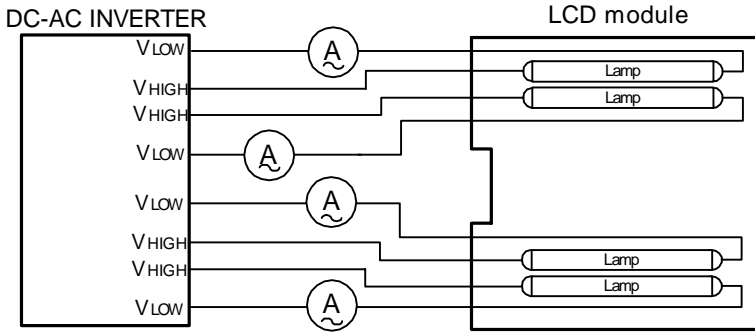 DC-AC INVERTER
LCD module
VLOW
A
VHIGH
Lamp
VHIGH
Lamp
VLOW
A
VLOW
A
VHIGH
Lamp
VHIGH
Lamp
VLOW
A